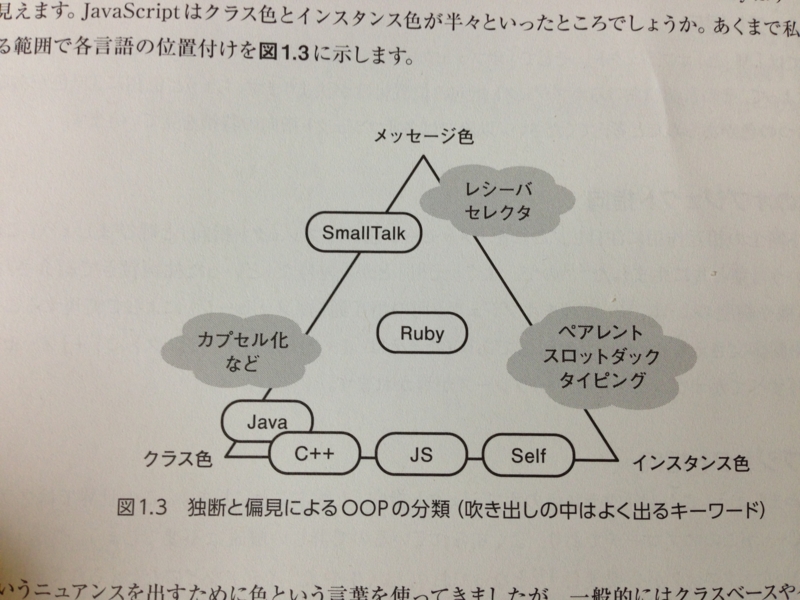 見えます。JavaScriptはクラス色とインスタンス色が半々といったところでしょうか。あくまで私
る範囲で各言語の位置付けを図1.3に示します。
メッセージ色
レシーバ
セレクタ
SmallTalk
Ruby
カプセル化
など
ペアレント
スロットダック
タイピング
Java
クラス色
C++
JS
Self
インスタンス色
図1.3 独断と偏見によるOOPの分類(吹き出しの中はよく出るキーワード)
いうニュアンスを出すために色という言葉を使ってきましたが、一般的にはクラスベースや